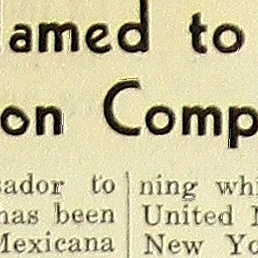 amed to
on Comp
sador to
has been
Mexicana
ning whi
United
New Yo